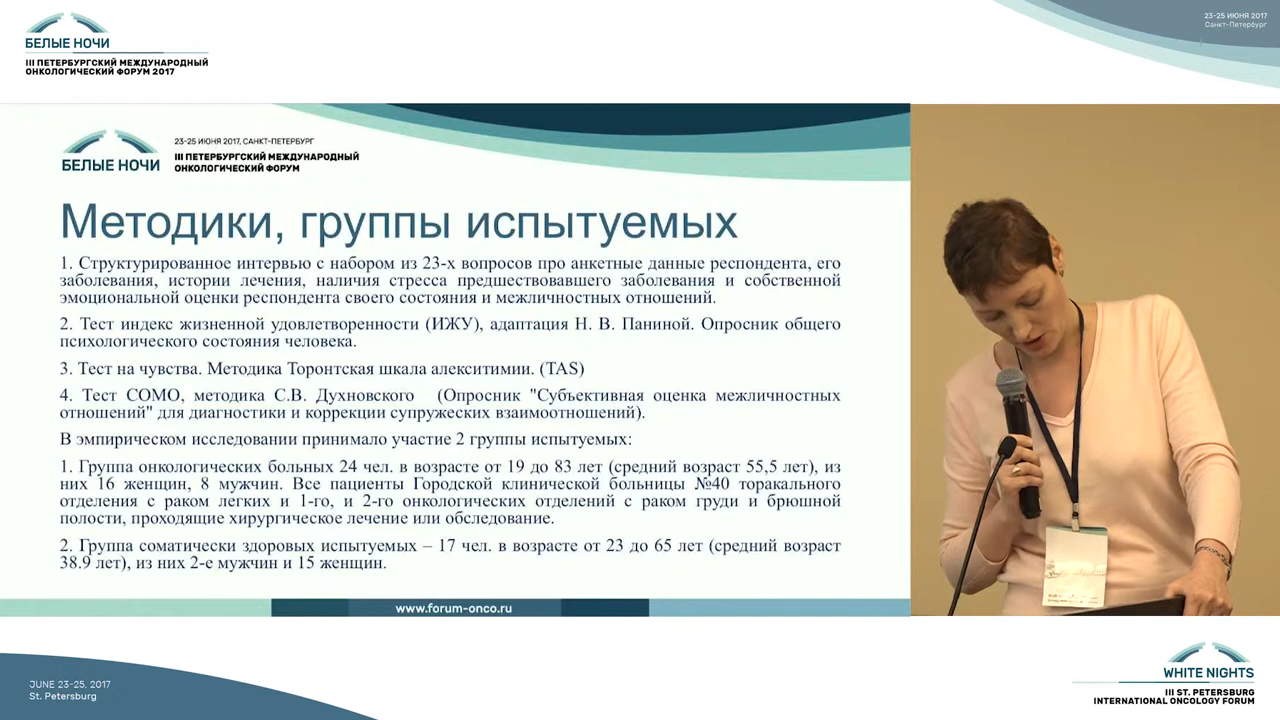 23-25 ИЮНЯ 2017
Санкт-Петербург
БЕЛЫЕ НОЧИ
III ПЕТЕРБУРГСКИЙ МЕЖДУНАРОДНЫЙ
ОНКОЛОГИЧЕСКИЙ ФОРУМ 2017
БЕЛЫЕ НОЧИ
23-25 ИЮНЯ 2017, САНКТ-ПЕТЕРБУРГ
III ПЕТЕРБУРГСКИЙ МЕЖДУНАРОДНЫЙ
ОНКОЛОГИЧЕСКИЙ ФОРУМ
Методики, группы испытуемых
1. Структурированное интервью с набором из 23-х вопросов про анкетные данные респондента, его
заболевания, истории лечения, наличия стресса предшествовавшего заболевания и собственной
эмоциональной оценки респондента своего состояния и межличностных отношений.
2. Тест индекс жизненной удовлетворенности (ИЖУ), адаптация Н. В. Паниной. Опросник общего
психологического состояния человека.
3. Тест на чувства. Методика Торонтская шкала алекситимии. (TAS)
4. Тест СОМО, методика С.В. Духновского (Опросник "Субъективная оценка межличностных
отношений" для диагностики и коррекции супружеских взаимоотношений).
В эмпирическом исследовании принимало участие 2 группы испытуемых:
1. Группа онкологических больных 24 чел. в возрасте от 19 до 83 лет (средний возраст 55,5 лет), из
них 16 женщин, 8 мужчин. Все пациенты Городской клинической больницы №40 торакального
отделения с раком легких и 1-го, и 2-го онкологических отделений с раком груди и брюшной
полости, проходящие хирургическое лечение или обследование.
2. Группа соматически здоровых испытуемых – 17 чел. в возрасте от 23 до 65 лет (средний возраст
38.9 лет), из них 2-е мужчин и 15 женщин.
www.forum-onco.ru
JUNE 23-25, 2017
St. Petersburg
WHITE NIGHTS
III ST. PETERSBURG
INTERNATIONAL ONCOLOGY FORUM